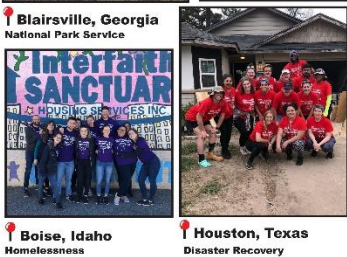 Blairsville, Georgia
National Park Service
Interfaith
SANCTUARY
HOUSING SERVICES INC
Boise, Idaho
Homelessness
Houston, Texas
Disaster Recovery